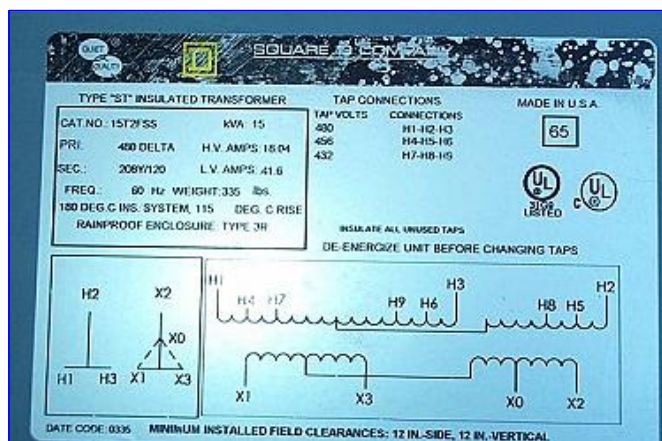 QUIET
QUALITY
SQUARE D COMPANY
TYPE "ST" INSULATED TRANSFORMER
CAT.NO.: 15T2FSS kVA: 15
PRI: 480 DELTA H.V. AMPS: 18.04
SEC.: 208Y/120 L.V. AMPS: 41.6
FREQ.: 60 Hz WEIGHT: 335 lbs.
180 DEG.C INS. SYSTEM, 115 DEG. C RISE
RAINPROOF ENCLOSURE: TYPE 3R
TAP CONNECTIONS
TAP VOLTS CONNECTIONS
480 H1-H2-H3
456 H4-H5-H6
432 H7-H8-H9
INSULATE ALL UNUSED TAPS
DE-ENERGIZE UNIT BEFORE CHANGING TAPS
MADE IN U.S.A.
65
UL
LISTED
C UL
H2 X2
X0
H1 H3 X1 X3
H1 H3 H2
H4 H7 H9 H6 H8 H5
X1 X3 X0 X2
DATE CODE: 0335 MINIMUM INSTALLED FIELD CLEARANCES: 12 IN.-SIDE, 12 IN.-VERTICAL